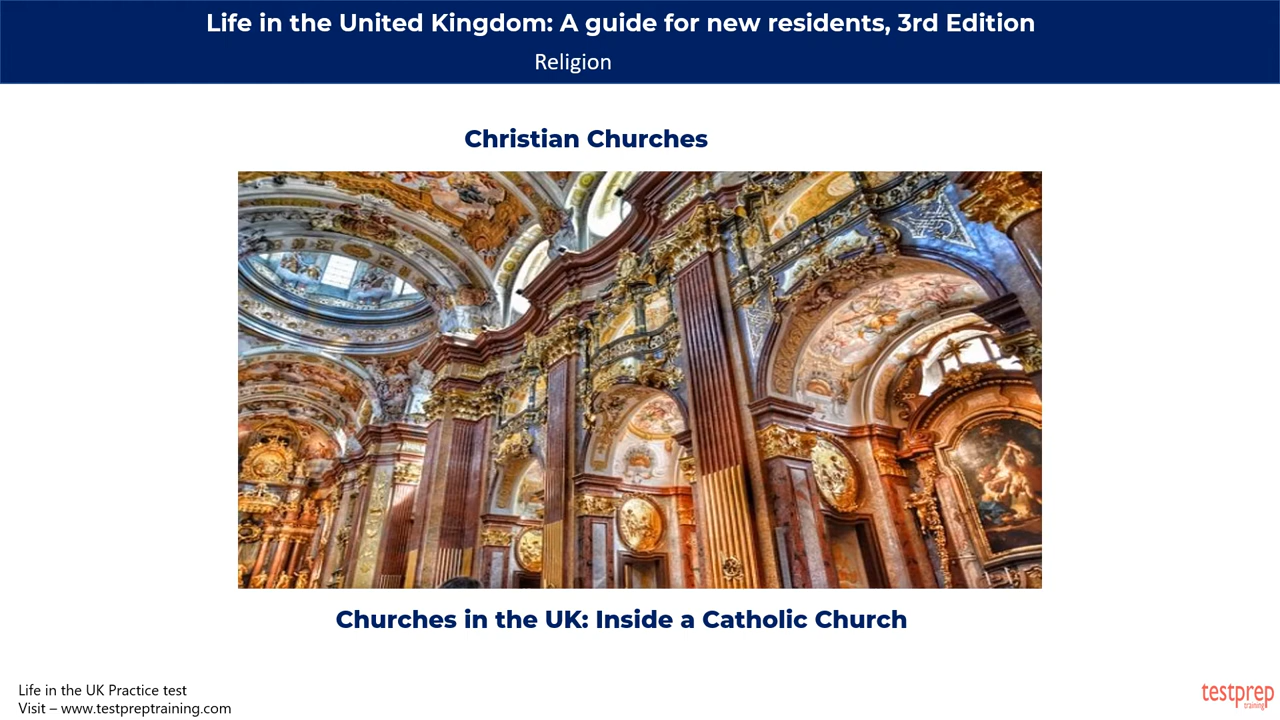 Life in the United Kingdom: A guide for new residents, 3rd Edition
Religion
Christian Churches
Churches in the UK: Inside a Catholic Church
Life in the UK Practice test
Visit – www.testpreptraining.com
testprep
training